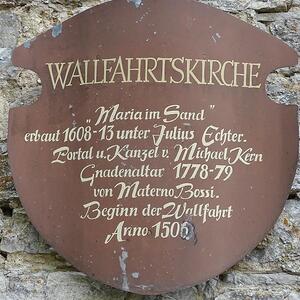 WALLFAHRTSKIRCHE
„Maria im Sand"
erbaut 1608-13 unter Julius Echter.
Portal u. Kanzel v. Michael Kern
Gnadenaltar 1778-79
von Materno Bossi.
Beginn der Wallfahrt
Anno 1505